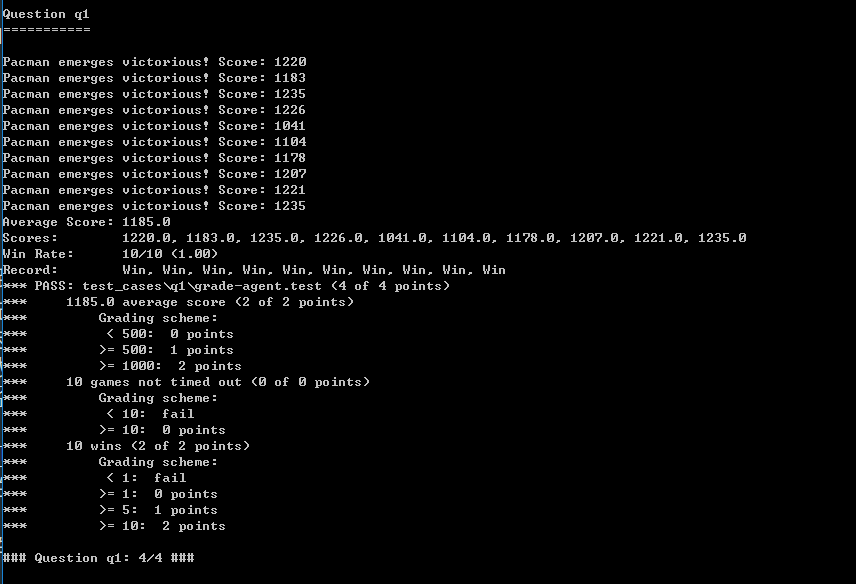 Question q1
===========
Pacman emerges victorious! Score: 1220
Pacman emerges victorious! Score: 1183
Pacman emerges victorious! Score: 1235
Pacman emerges victorious! Score: 1226
Pacman emerges victorious! Score: 1041
Pacman emerges victorious! Score: 1104
Pacman emerges victorious! Score: 1178
Pacman emerges victorious! Score: 1207
Pacman emerges victorious! Score: 1221
Pacman emerges victorious! Score: 1235
Average Score: 1185.0
Scores:        1220.0, 1183.0, 1235.0, 1226.0, 1041.0, 1104.0, 1178.0, 1207.0, 1221.0, 1235.0
Win Rate:      10/10 (1.00)
Record:        Win, Win, Win, Win, Win, Win, Win, Win, Win, Win
*** PASS: test_cases\q1\grade-agent.test (4 of 4 points)
***     1185.0 average score (2 of 2 points)
***         Grading scheme:
***          < 500:  0 points
***         >= 500:  1 points
***         >= 1000:  2 points
***     10 games not timed out (0 of 0 points)
***         Grading scheme:
***          < 10:  fail
***         >= 10:  0 points
***     10 wins (2 of 2 points)
***         Grading scheme:
***          < 1:  fail
***         >= 1:  0 points
***         >= 5:  1 points
***         >= 10:  2 points
### Question q1: 4/4 ###